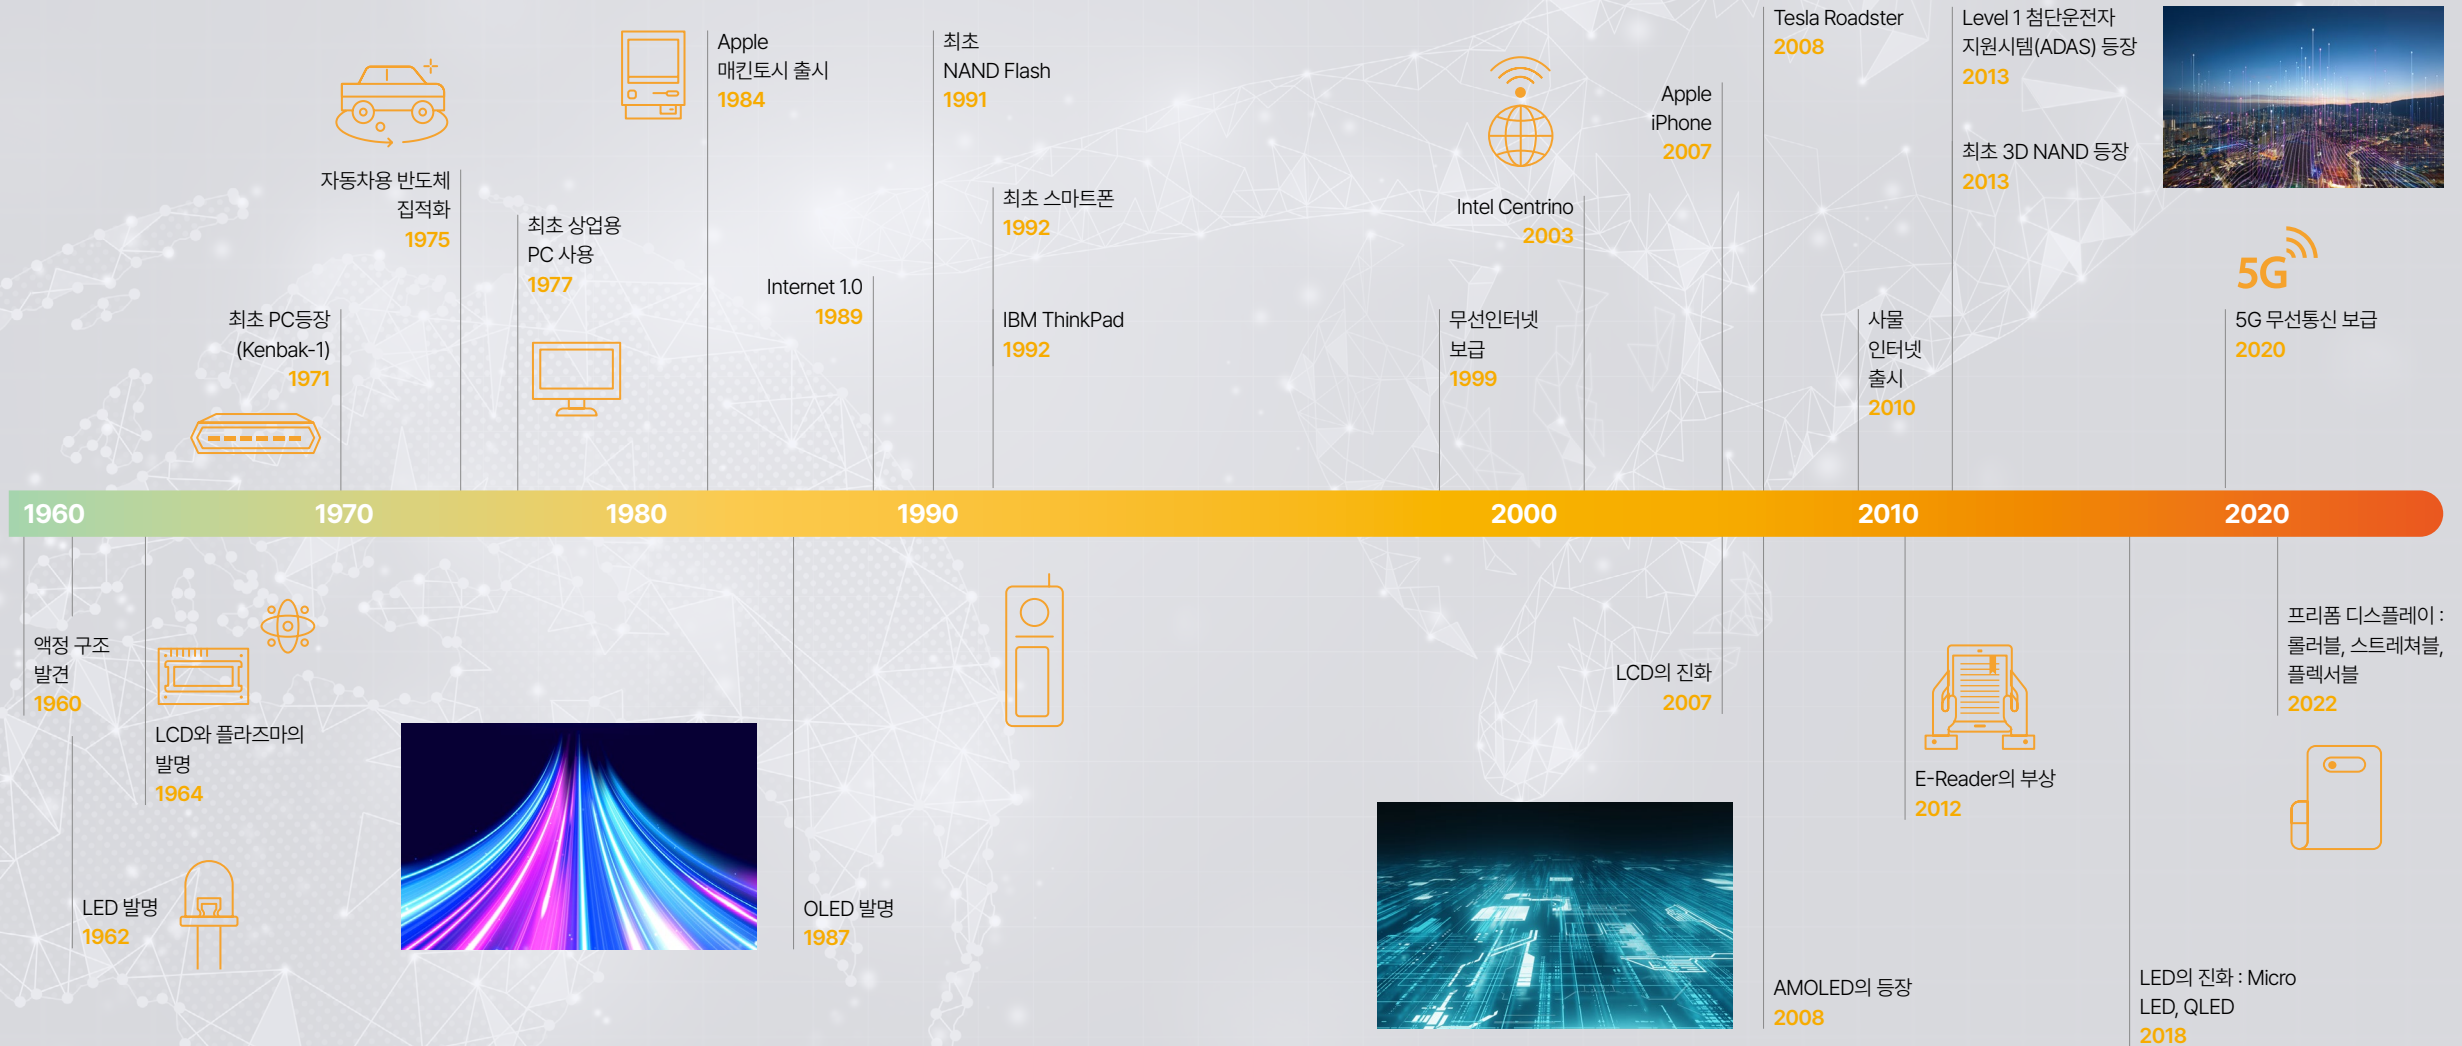 Apple
매킨토시 출시
1984
최초
NAND Flash
1991
Tesla Roadster
2008
Level 1 첨단운전자
지원시템(ADAS) 등장
2013
Apple
iPhone
2007
최초 3D NAND 등장
2013
자동차용 반도체
집적화
1975
최초 상업용
PC 사용
1977
최초 스마트폰
1992
Intel Centrino
2003
Internet 1.0
1989
5G
최초 PC등장
(Kenbak-1)
1971
IBM ThinkPad
1992
무선인터넷
보급
1999
사물
인터넷
출시
2010
5G 무선통신 보급
2020
1960
1970
1980
1990
2000
2010
2020
액정 구조
발견
1960
LCD와 플라즈마의
발명
1964
LED 발명
1962
OLED 발명
1987
LCD의 진화
2007
AMOLED의 등장
2008
E-Reader의 부상
2012
LED의 진화 : Micro
LED, QLED
2018
프리폼 디스플레이 :
롤러블, 스트레쳐블,
플렉서블
2022